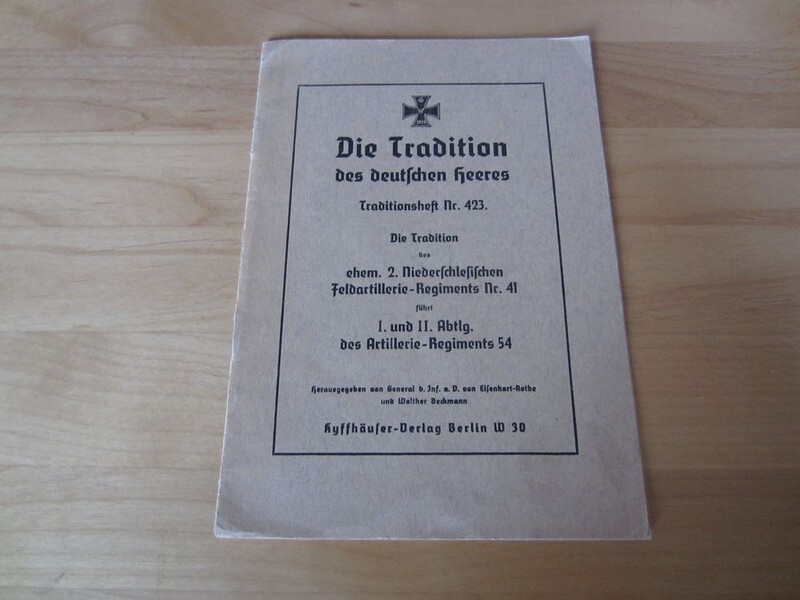 Die Tradition
des deutſchen Heeres
Traditionsheft Nr. 423.
Die Tradition
des
ehem. 2. Niederſchleſiſchen
Feldartillerie-Regiments Nr. 41
führt
I. und II. Abtlg.
des Artillerie-Regiments 54
Herausgegeben von General d. Inf. a. D. von Eiſenhart-Rothe
und Walther Beckmann
Kyffhäuſer-Verlag Berlin W 30